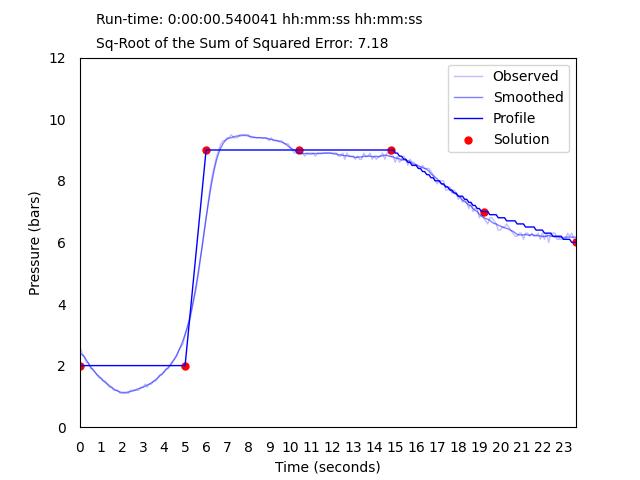 Run-time: 0:00:00.540041 hh:mm:ss hh:mm:ss
Sq-Root of the Sum of Squared Error: 7.18
Observed
Smoothed
Profile
Solution
Pressure (bars)
12
10
8
6
4
2
0
0 1 2 3 4 5 6 7 8 9 10 11 12 13 14 15 16 17 18 19 20 21 22 23
Time (seconds)